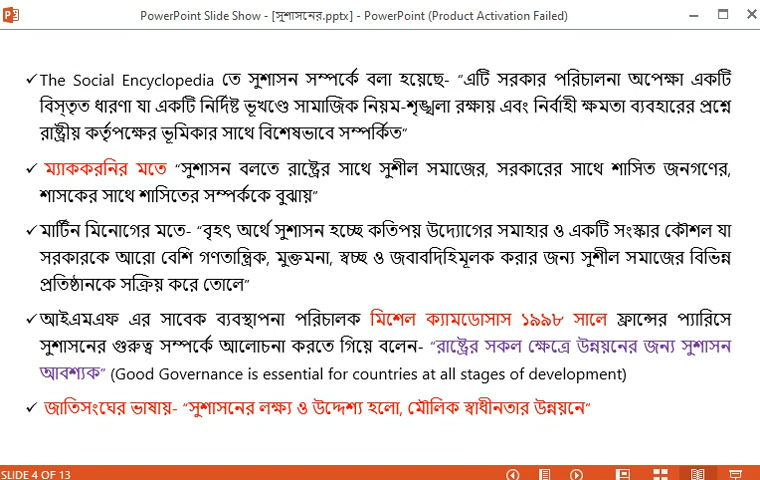 PowerPoint Slide Show - [সুশাসনের.pptx] - PowerPoint (Product Activation Failed)
✓The Social Encyclopedia তে সুশাসন সম্পর্কে বলা হয়েছে- “এটি সরকার পরিচালনা অপেক্ষা একটি
বিস্তৃত ধারণা যা একটি নির্দিষ্ট ভূখণ্ডে সামাজিক নিয়ম-শৃঙ্খলা রক্ষায় এবং নির্বাহী ক্ষমতা ব্যবহারের প্রশ্নে
রাষ্ট্রীয় কর্তৃপক্ষের ভূমিকার সাথে বিশেষভাবে সম্পর্কিত”
✓ ম্যাককরনির মতে “সুশাসন বলতে রাষ্ট্রের সাথে সুশীল সমাজের, সরকারের সাথে শাসিত জনগণের,
শাসকের সাথে শাসিতের সম্পর্ককে বুঝায়”
✓মার্টিন মিনোগের মতে- “বৃহৎ অর্থে সুশাসন হচ্ছে কতিপয় উদ্যোগের সমাহার ও একটি সংস্কার কৌশল যা
সরকারকে আরো বেশি গণতান্ত্রিক, মুক্তমনা, স্বচ্ছ ও জবাবদিহিমূলক করার জন্য সুশীল সমাজের বিভিন্ন
প্রতিষ্ঠানকে সক্রিয় করে তোলে”
✓আইএমএফ এর সাবেক ব্যবস্থাপনা পরিচালক মিশেল ক্যামডোসাস ১৯৯৮ সালে ফ্রান্সের প্যারিসে
সুশাসনের গুরুত্ব সম্পর্কে আলোচনা করতে গিয়ে বলেন- “রাষ্ট্রের সকল ক্ষেত্রে উন্নয়নের জন্য সুশাসন
আবশ্যক” (Good Governance is essential for countries at all stages of development)
✓ জাতিসংঘের ভাষায়- “সুশাসনের লক্ষ্য ও উদ্দেশ্য হলো, মৌলিক স্বাধীনতার উন্নয়নে”
SLIDE 4 OF 13